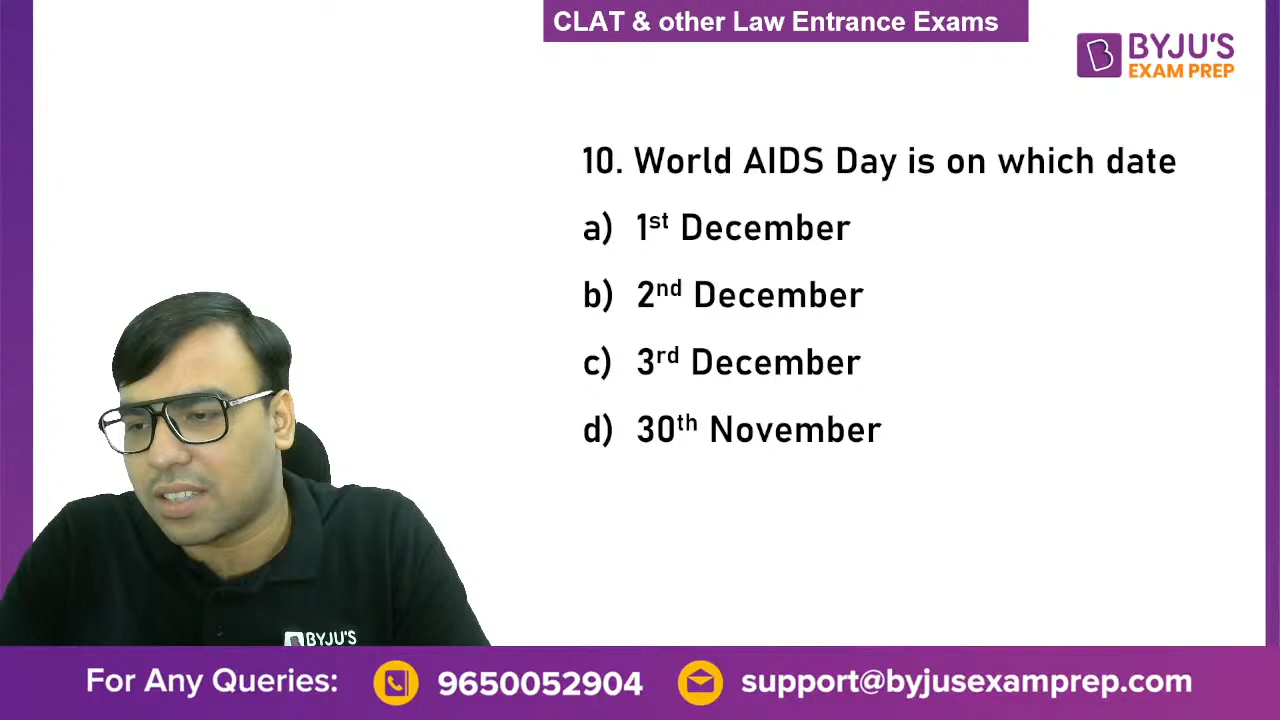 CLAT & other Law Entrance Exams
BYJU'S
EXAM PREP
10. World AIDS Day is on which date
a) 1st December
b) 2nd December
c) 3rd December
d) 30th November
BYJU'S
For Any Queries: 9650052904 support@byjusexamprep.com